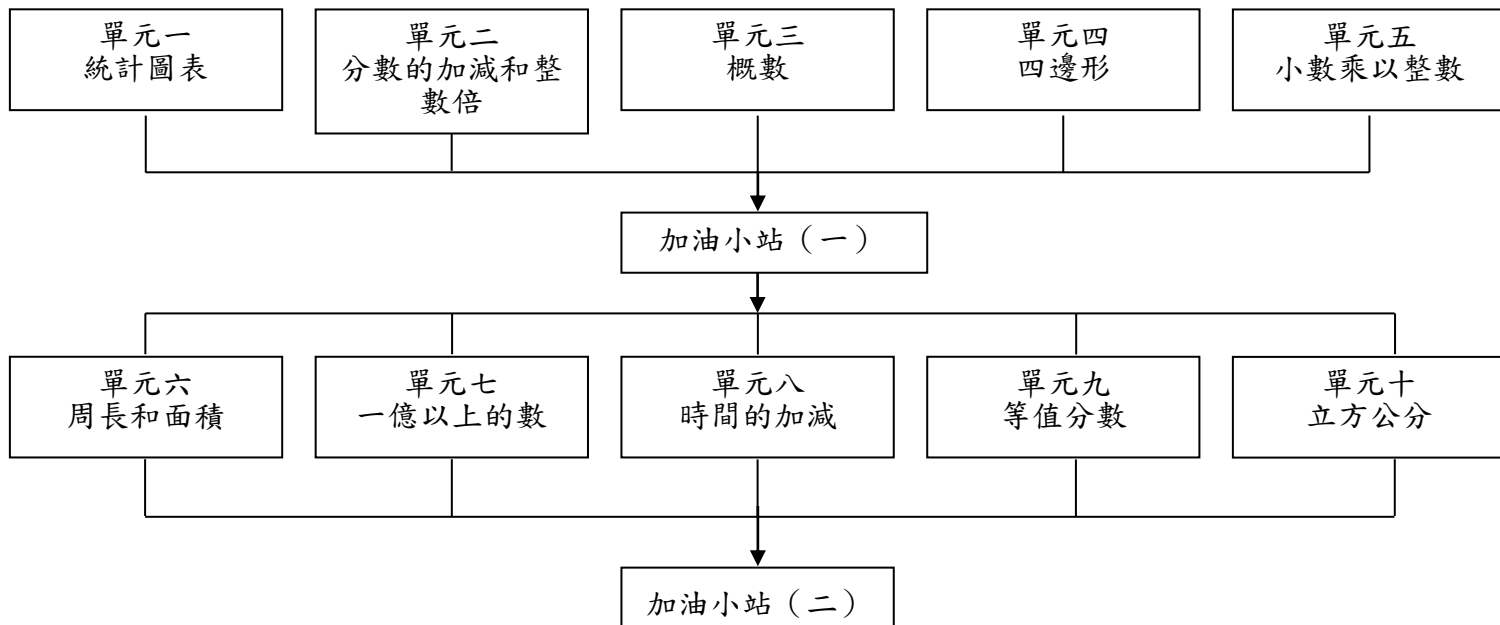 單元一
統計圖表
單元二
分數的加減和整
數倍
單元三
概數
單元四
四邊形
單元五
小數乘以整數
加油小站（一）
單元六
周長和面積
單元七
一億以上的數
單元八
時間的加減
單元九
等值分數
單元十
立方公分
加油小站（二）